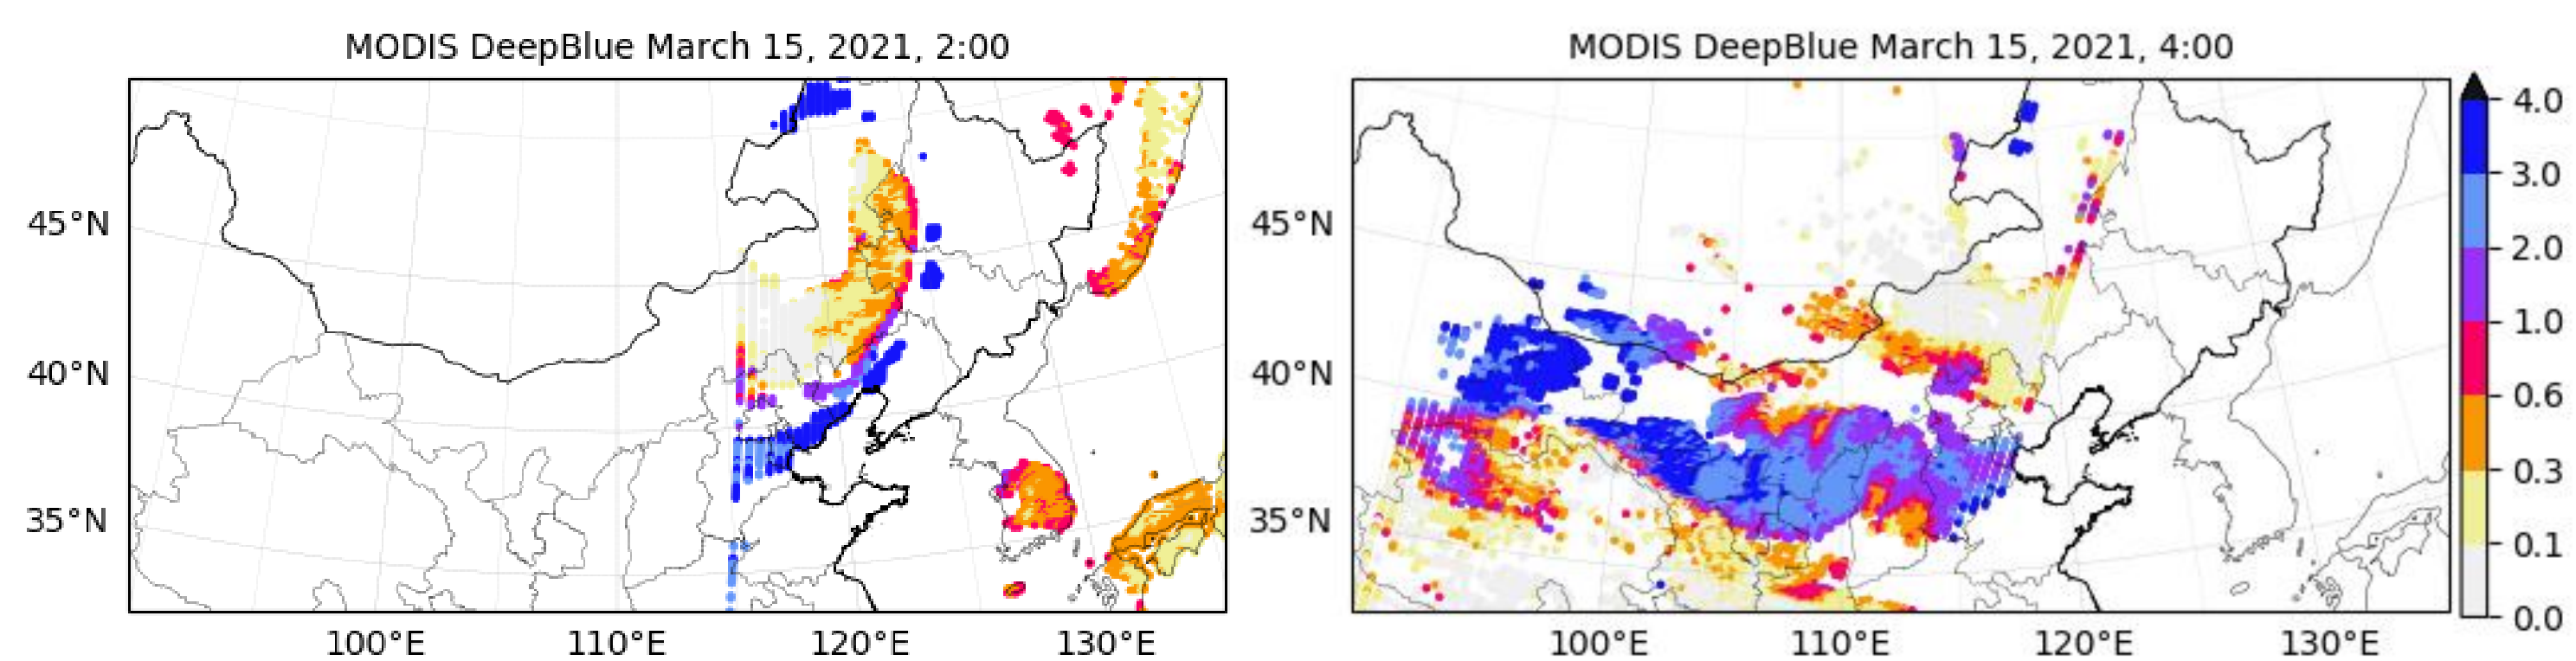 MODIS DeepBlue March 15, 2021, 2:00
45°N
40°N
35°N
100°E 110°E 120°E 130°E
MODIS DeepBlue March 15, 2021, 4:00
45°N
40°N
35°N
100°E 110°E 120°E 130°E
4.0
3.0
2.0
1.0
0.6
0.3
0.1
0.0